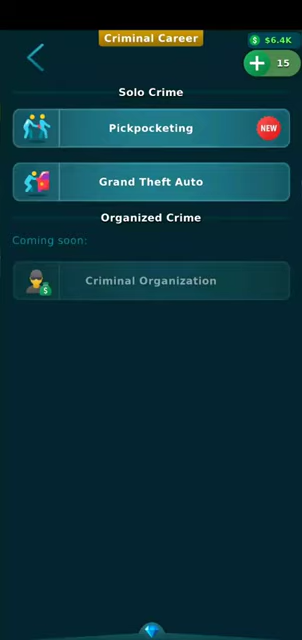 Criminal Career
$6.4K
15
Solo Crime
Pickpocketing
NEW
Grand Theft Auto
Organized Crime
Coming soon:
Criminal Organization